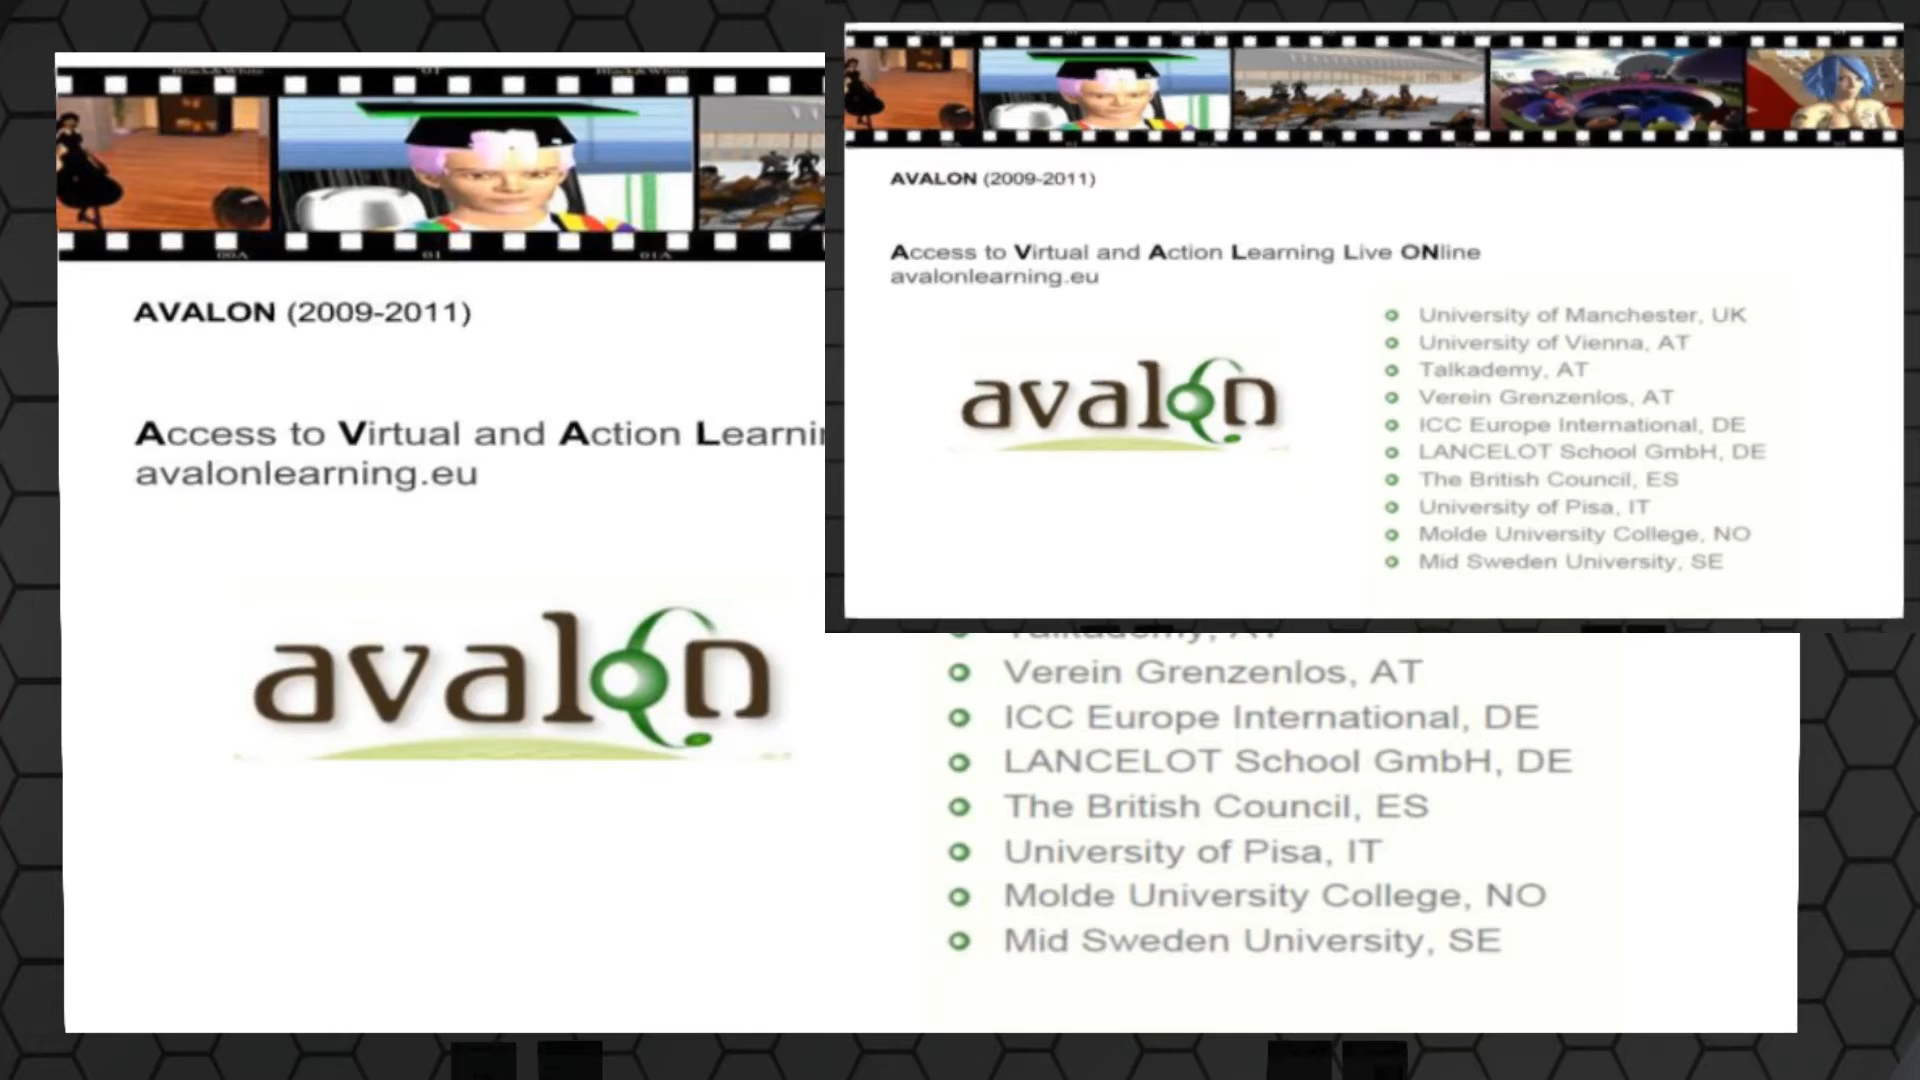 AVALON (2009-2011)
Access to Virtual and Action Learni
avalonlearning.eu
avalon
Verein Grenzenlos, AT
ICC Europe International, DE
LANCELOT School GmbH, DE
The British Council, ES
University of Pisa, IT
Molde University College, NO
Mid Sweden University, SE
AVALON (2009-2011)
Access to Virtual and Action Learning Live ONline
avalonlearning.eu
avalon
University of Manchester, UK
University of Vienna, AT
Talkademy, AT
Verein Grenzenlos, AT
ICC Europe International, DE
LANCELOT School GmbH, DE
The British Council, ES
University of Pisa, IT
Molde University College, NO
Mid Sweden University, SE